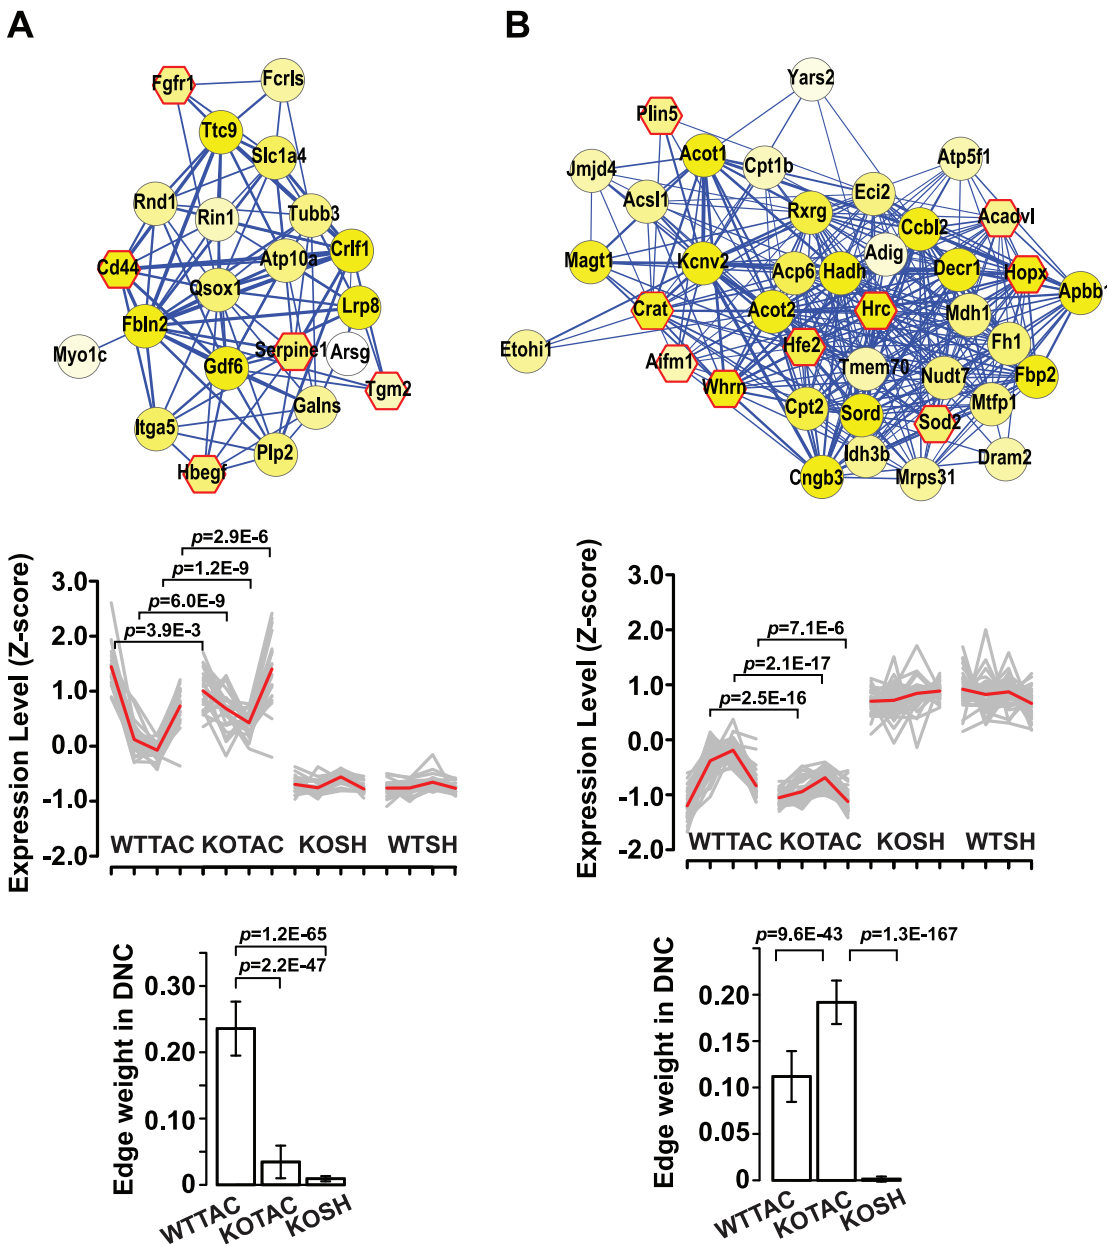 A
B
Fgfr1
Fcrls
Ttc9
Slc1a4
Rnd1
Rin1
Tubb3
Crlf1
Atp10a
Cd44
Qsox1
Lrp8
Fbln2
Serpine1
Arsg
Myo1c
Gdf6
Tgm2
Galns
Itga5
Plp2
Hbegf
Yars2
Plin5
Acot1
Cpt1b
Atp5f1
Jmjd4
Acsl1
Eci2
Rxrg
Acadvl
Ccbl2
Adig
Magt1
Kcnv2
Acp6
Hadh
Decr1
Hopx
Apbb1
Crat
Acot2
Hrc
Mdh1
Etohi1
Aifm1
Hfe2
Fh1
Tmem70
Nudt7
Fbp2
Whrn
Cpt2
Sord
Sod2
Mtfp1
Idh3b
Dram2
Cngb3
Mrps31
Expression Level (Z-score)
3.0
2.0
1.0
0.0
-1.0
-2.0
p=2.9E-6
p=1.2E-9
p=6.0E-9
p=3.9E-3
WTTAC KOTAC KOSH WTSH
Expression Level (Z-score)
3.0
2.0
1.0
0.0
-1.0
-2.0
p=7.1E-6
p=2.1E-17
p=2.5E-16
WTTAC KOTAC KOSH WTSH
Edge weight in DNC
0.30
0.20
0.10
0
p=1.2E-65
p=2.2E-47
WTTAC KOTAC KOSH
Edge weight in DNC
0.20
0.10
0.05
0
p=9.6E-43 p=1.3E-167
WTTAC KOTAC KOSH